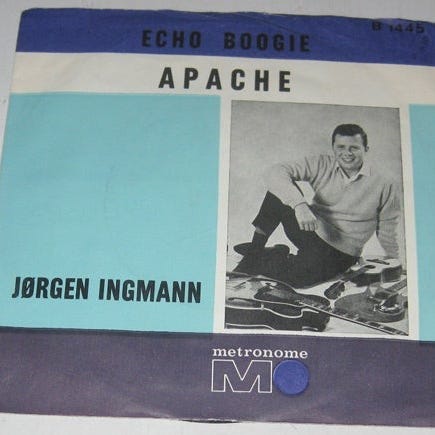 ECHO BOOGIE
B 1445
APACHE
JØRGEN INGMANN
metronome
M